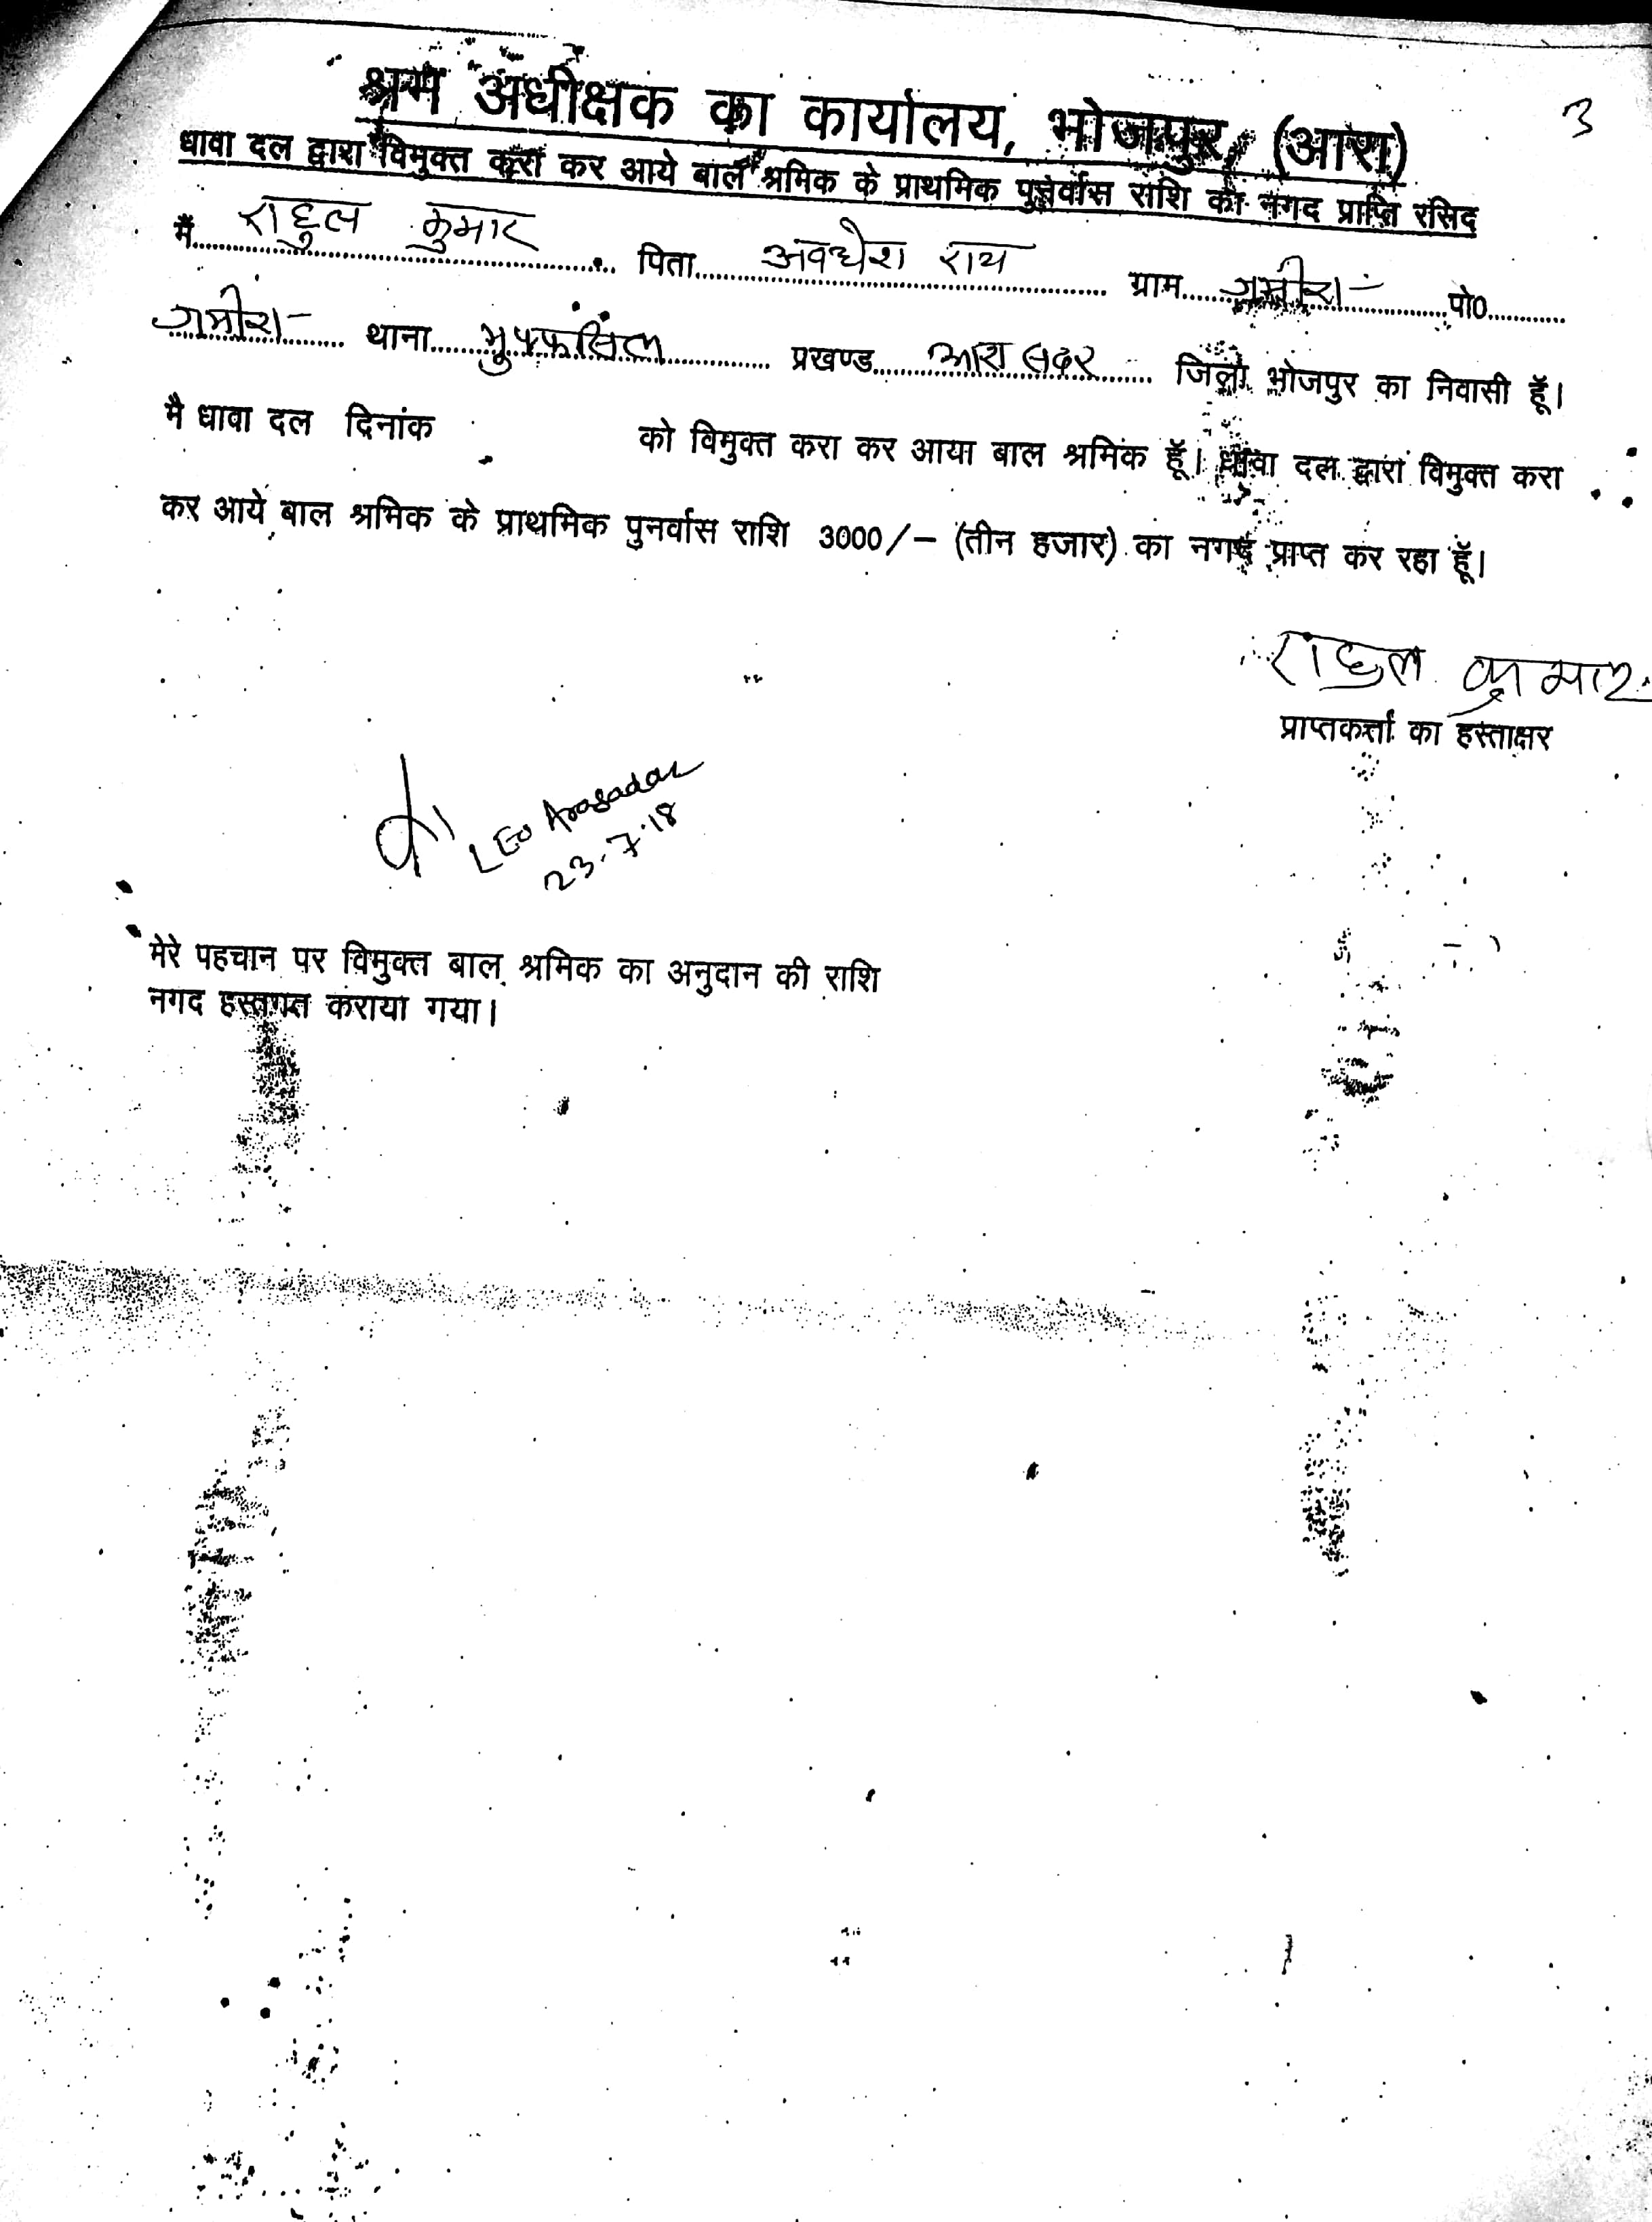 3
श्रम अधीक्षक का कार्यालय, भोजपुर, (आरा)
धावा दल द्वारा विमुक्त करा कर आये बाल श्रमिक के प्राथमिक पुनर्वास राशि का नगद प्राप्ति रसिद
मैं राहुल कुमार पिता अवधेश राय ग्राम गमीरा पो0
गमीरा थाना मुफ्फसिल प्रखण्ड आरा सदर जिला भोजपुर का निवासी हूँ।
मै धावा दल दिनांक को विमुक्त करा कर आया बाल श्रमिक हूँ। धावा दल द्वारा विमुक्त करा
कर आये बाल श्रमिक के प्राथमिक पुनर्वास राशि 3000/- (तीन हजार) का नगद प्राप्त कर रहा हूँ।
राहुल कुमार
प्राप्तकर्त्ता का हस्ताक्षर
LEO Arasadar
23.7.18
मेरे पहचान पर विमुक्त बाल श्रमिक का अनुदान की राशि
नगद हस्तगत कराया गया।